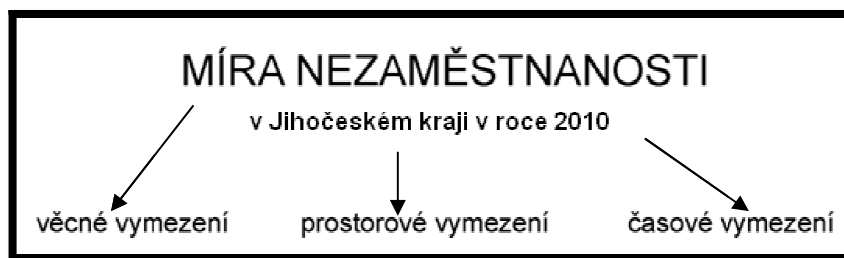 MÍRA NEZAMĚSTNANOSTI
v Jihočeském kraji v roce 2010
věcné vymezení prostorové vymezení časové vymezení